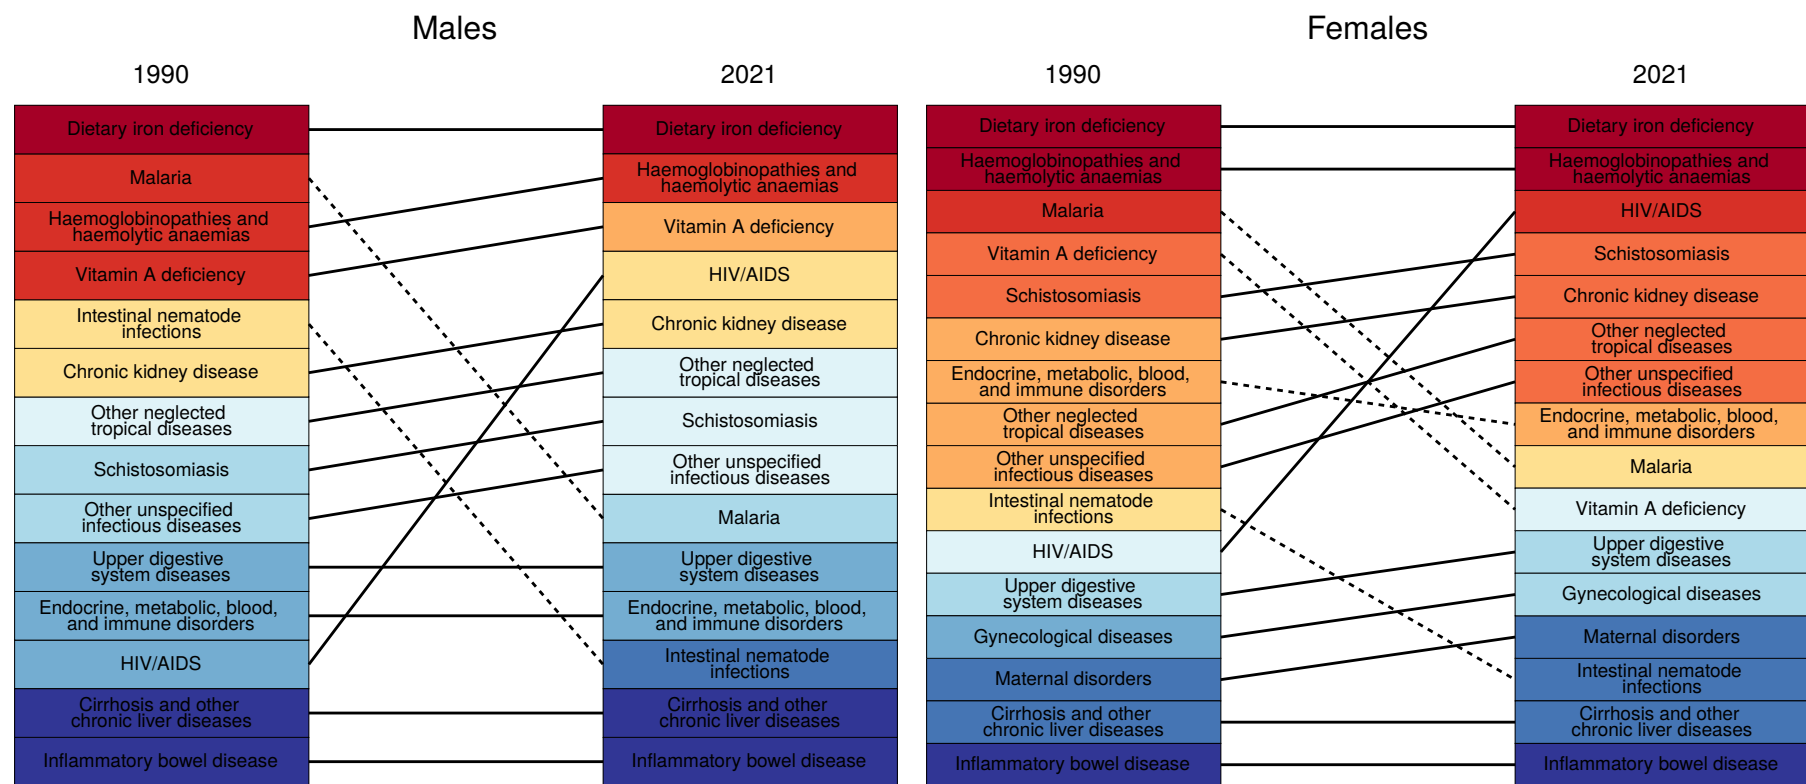 Males
1990
2021
Dietary iron deficiency
Malaria
Haemoglobinopathies and
haemolytic anaemias
Vitamin A deficiency
Intestinal nematode
infections
Chronic kidney disease
Other neglected
tropical diseases
Schistosomiasis
Other unspecified
infectious diseases
Upper digestive
system diseases
Endocrine, metabolic, blood,
and immune disorders
HIV/AIDS
Cirrhosis and other
chronic liver diseases
Inflammatory bowel disease
Dietary iron deficiency
Haemoglobinopathies and
haemolytic anaemias
Vitamin A deficiency
HIV/AIDS
Chronic kidney disease
Other neglected
tropical diseases
Schistosomiasis
Other unspecified
infectious diseases
Malaria
Upper digestive
system diseases
Endocrine, metabolic, blood,
and immune disorders
Intestinal nematode
infections
Cirrhosis and other
chronic liver diseases
Inflammatory bowel disease
Females
1990
2021
Dietary iron deficiency
Haemoglobinopathies and
haemolytic anaemias
Malaria
Vitamin A deficiency
Schistosomiasis
Chronic kidney disease
Endocrine, metabolic, blood,
and immune disorders
Other neglected
tropical diseases
Other unspecified
infectious diseases
Intestinal nematode
infections
HIV/AIDS
Upper digestive
system diseases
Gynecological diseases
Maternal disorders
Cirrhosis and other
chronic liver diseases
Inflammatory bowel disease
Dietary iron deficiency
Haemoglobinopathies and
haemolytic anaemias
HIV/AIDS
Schistosomiasis
Chronic kidney disease
Other neglected
tropical diseases
Other unspecified
infectious diseases
Endocrine, metabolic, blood,
and immune disorders
Malaria
Vitamin A deficiency
Upper digestive
system diseases
Gynecological diseases
Maternal disorders
Intestinal nematode
infections
Cirrhosis and other
chronic liver diseases
Inflammatory bowel disease